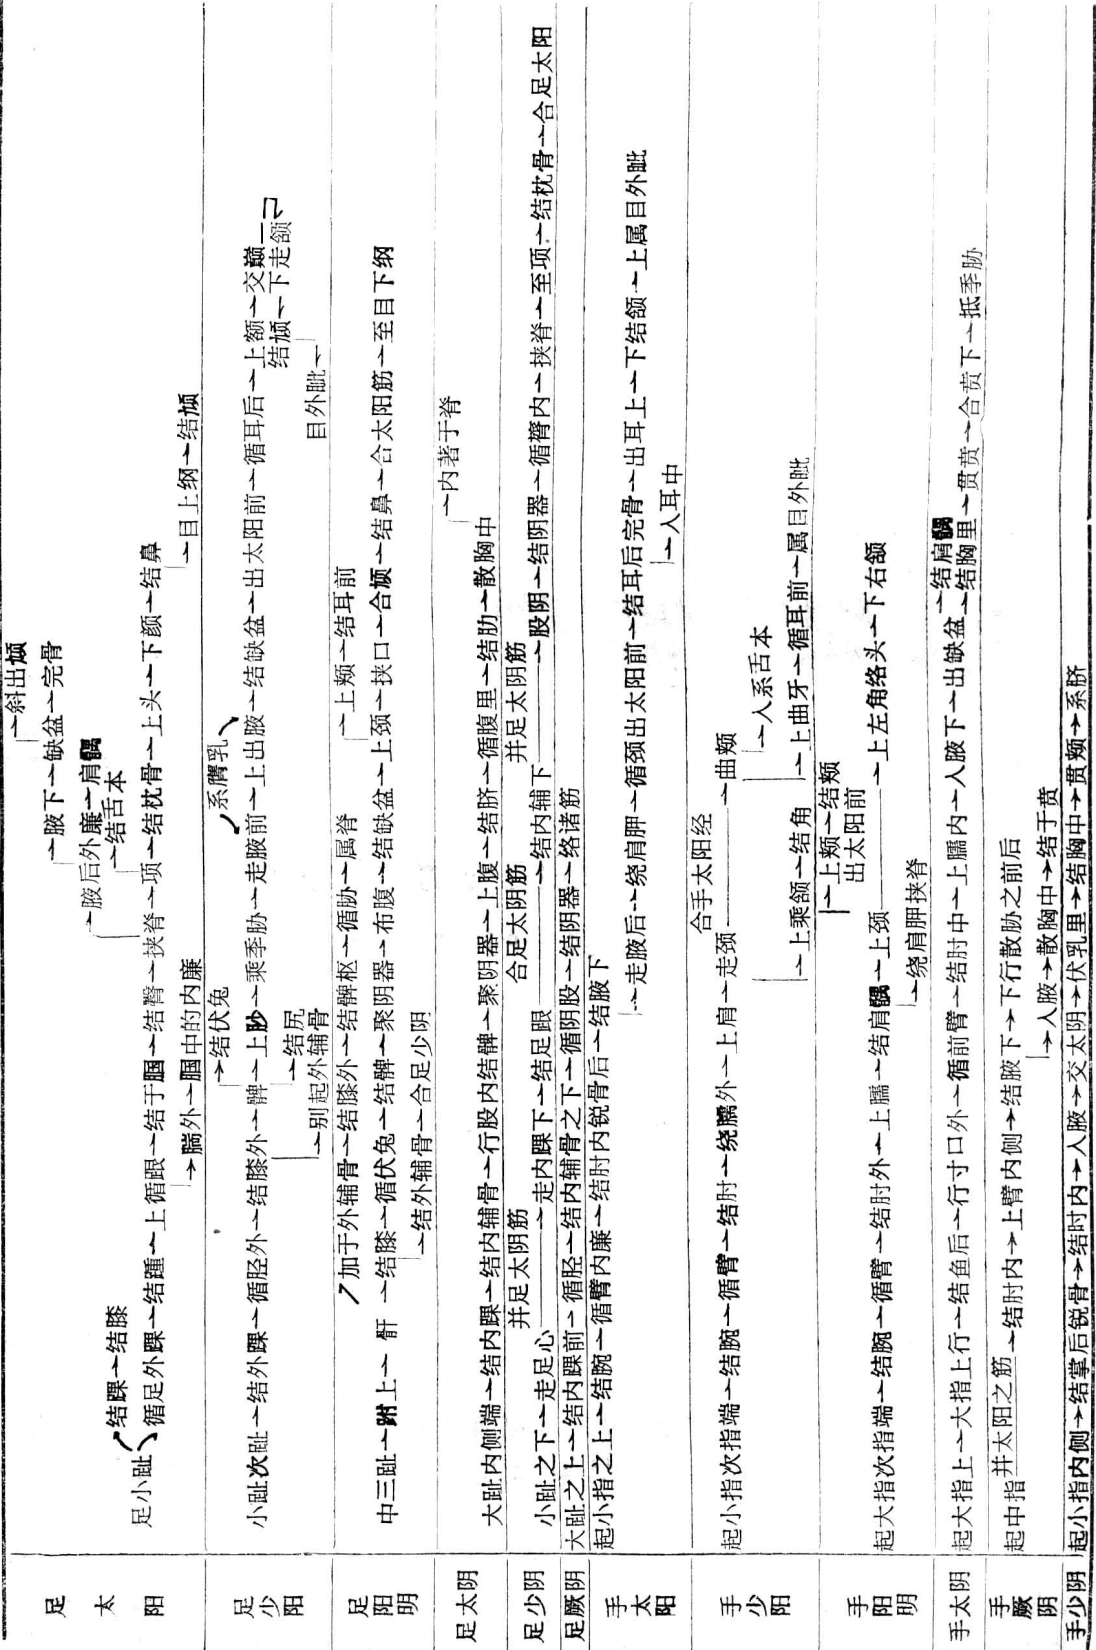 足太阳
斜出頄
腋下→缺盆→完骨
腋后外廉→肩髃
结舌本
结踝→结膝
足小趾
循足外踝→结踵→上循跟→结于腘→结臀→挟脊→项→结枕骨→上头→下颜→结鼻
腨外→腘中的内廉
目上纲→结頄
足少阳
系膺乳
结伏兔
小趾次趾→结外踝→循胫外→结膝外→髀→上䏚→乘季胁→走腋前→上出腋→结缺盆→出太阳前→循耳后→上额→交巅
结頄←下走颔
结尻
别起外辅骨
目外眦
足阳明
加于外辅骨→结膝外→结髀枢→循胁→属脊
上颊→结耳前
中三趾→跗上→骭→结膝→循伏兔→结髀→聚阴器→布腹→结缺盆→上颈→挟口→合頄→结鼻→合太阳筋→至目下纲
结外辅骨→合足少阴
足太阴
内著于脊
大趾内侧端→结内踝→结内辅骨→行股内结髀→聚阴器→上腹→结脐→循腹里→结肋→散胸中
足少阴
并足太阴筋
合足太阴筋
并足太阴筋
小趾之下→走足心→走内踝下→结足跟→结内辅下→股阴→结阴器→循膂内→挟脊→至项→结枕骨→合足太阳
足厥阴
大趾之上→结内踝前→循胫→结内辅骨之下→循阴股→结阴器→络诸筋
手太阳
起小指之上→结腕→循臂内廉→结肘内锐骨后→结腋下
走腋后→绕肩胛→循颈出太阳前→结耳后完骨→出耳上→下结颔→上属目外眦
入耳中
手少阳
合手太阳经
起小指次指端→结腕→循臂→结肘→绕臑外→上肩→走颈→曲颊
入系舌本
上乘颔→结角
上曲牙→循耳前→属目外眦
手阳明
上颊→结颊
出太阳前
起大指次指端→结腕→循臂→结肘外→上臑→结肩髃→上颈→上左角络头→下右颔
绕肩胛挟脊
手太阴
起大指上→大指上行→结鱼后→行寸口外→循前臂→结肘中→上臑内→入腋下→出缺盆→结肩髃
结胸里→贯贲→合贲下→抵季胁
手厥阴
起中指并太阳之筋→结肘内→上臂内侧→结腋下→下行散胁之前后
入腋→散胸中→结于贲
手少阴
起小指内侧→结掌后锐骨→结肘内→入腋→交太阴→伏乳里→结胸中→贯颊→系脐